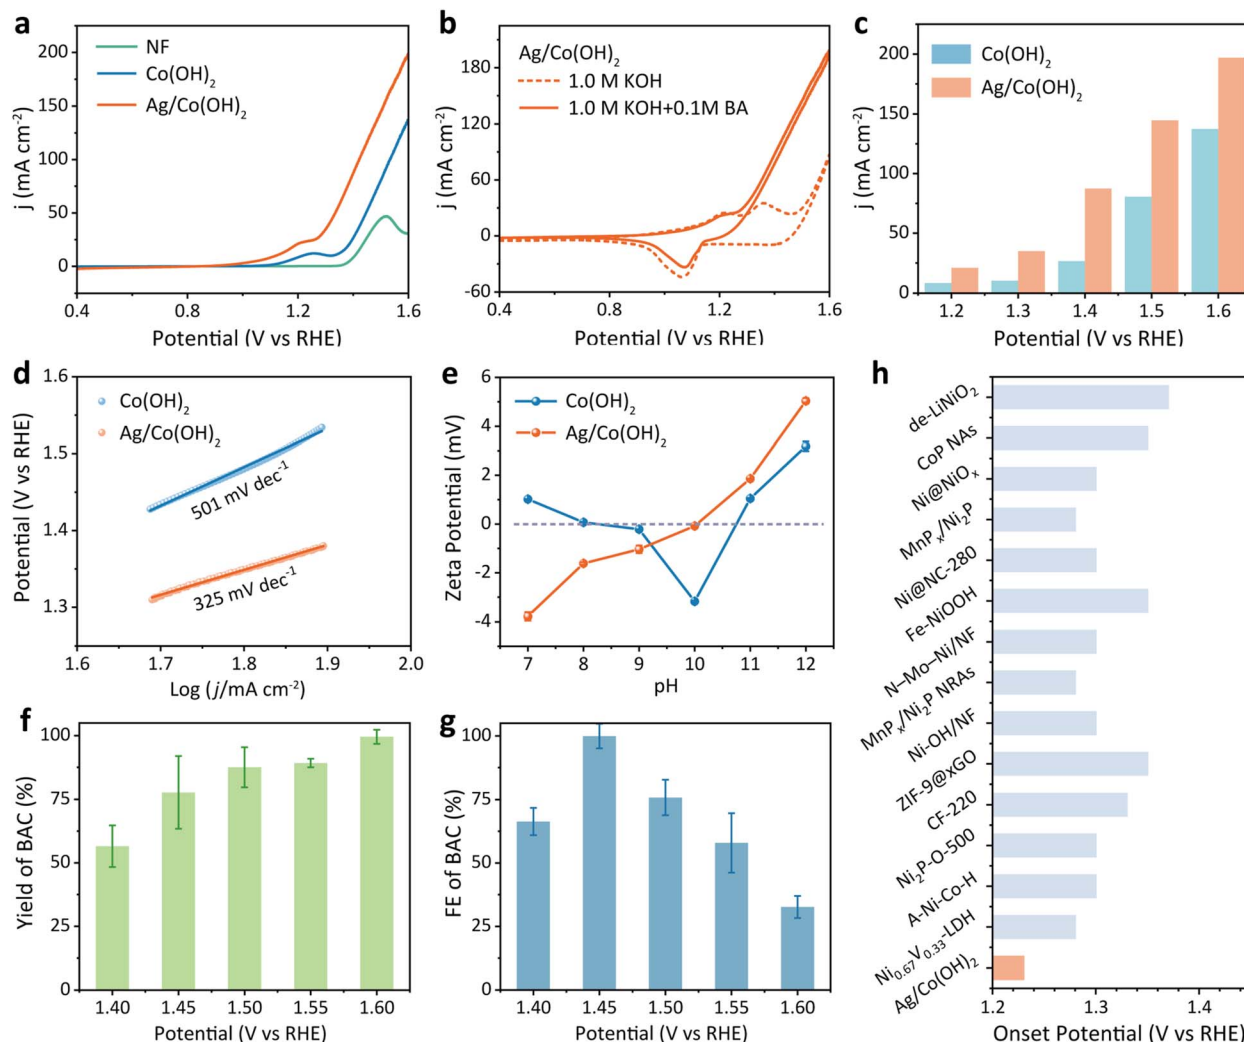 a
200
150
100
50
0
j (mA cm⁻²)
NF
Co(OH)₂
Ag/Co(OH)₂
0.4
0.8
1.2
1.6
Potential (V vs RHE)
b
180
120
60
0
-60
j (mA cm⁻²)
Ag/Co(OH)₂
1.0 M KOH
1.0 M KOH+0.1M BA
0.4
0.8
1.2
1.6
Potential (V vs RHE)
c
200
150
100
50
0
j (mA cm⁻²)
Co(OH)₂
Ag/Co(OH)₂
1.2
1.3
1.4
1.5
1.6
Potential (V vs RHE)
d
1.6
1.5
1.4
1.3
Potential (V vs RHE)
Co(OH)₂
Ag/Co(OH)₂
501 mV dec⁻¹
325 mV dec⁻¹
1.6
1.7
1.8
1.9
2.0
Log (j/mA cm⁻²)
e
6
4
2
0
-2
-4
Zeta Potential (mV)
Co(OH)₂
Ag/Co(OH)₂
7
8
9
10
11
12
pH
f
100
75
50
25
0
Yield of BAC (%)
1.40
1.45
1.50
1.55
1.60
Potential (V vs RHE)
g
100
75
50
25
0
FE of BAC (%)
1.40
1.45
1.50
1.55
1.60
Potential (V vs RHE)
h
de-LiNiO₂
CoP NAs
Ni@NiOₓ
MnPₓ/Ni₂P
Ni@NC-280
Fe-NiOOH
N–Mo–Ni/NF
MnPₓ/Ni₂P NRAs
Ni-OH/NF
ZIF-9@xGO
CF-220
Ni₂P-O-500
A-Ni-Co-H
Ni₀.₆₇V₀.₃₃-LDH
Ag/Co(OH)₂
1.2
1.3
1.4
Onset Potential (V vs RHE)